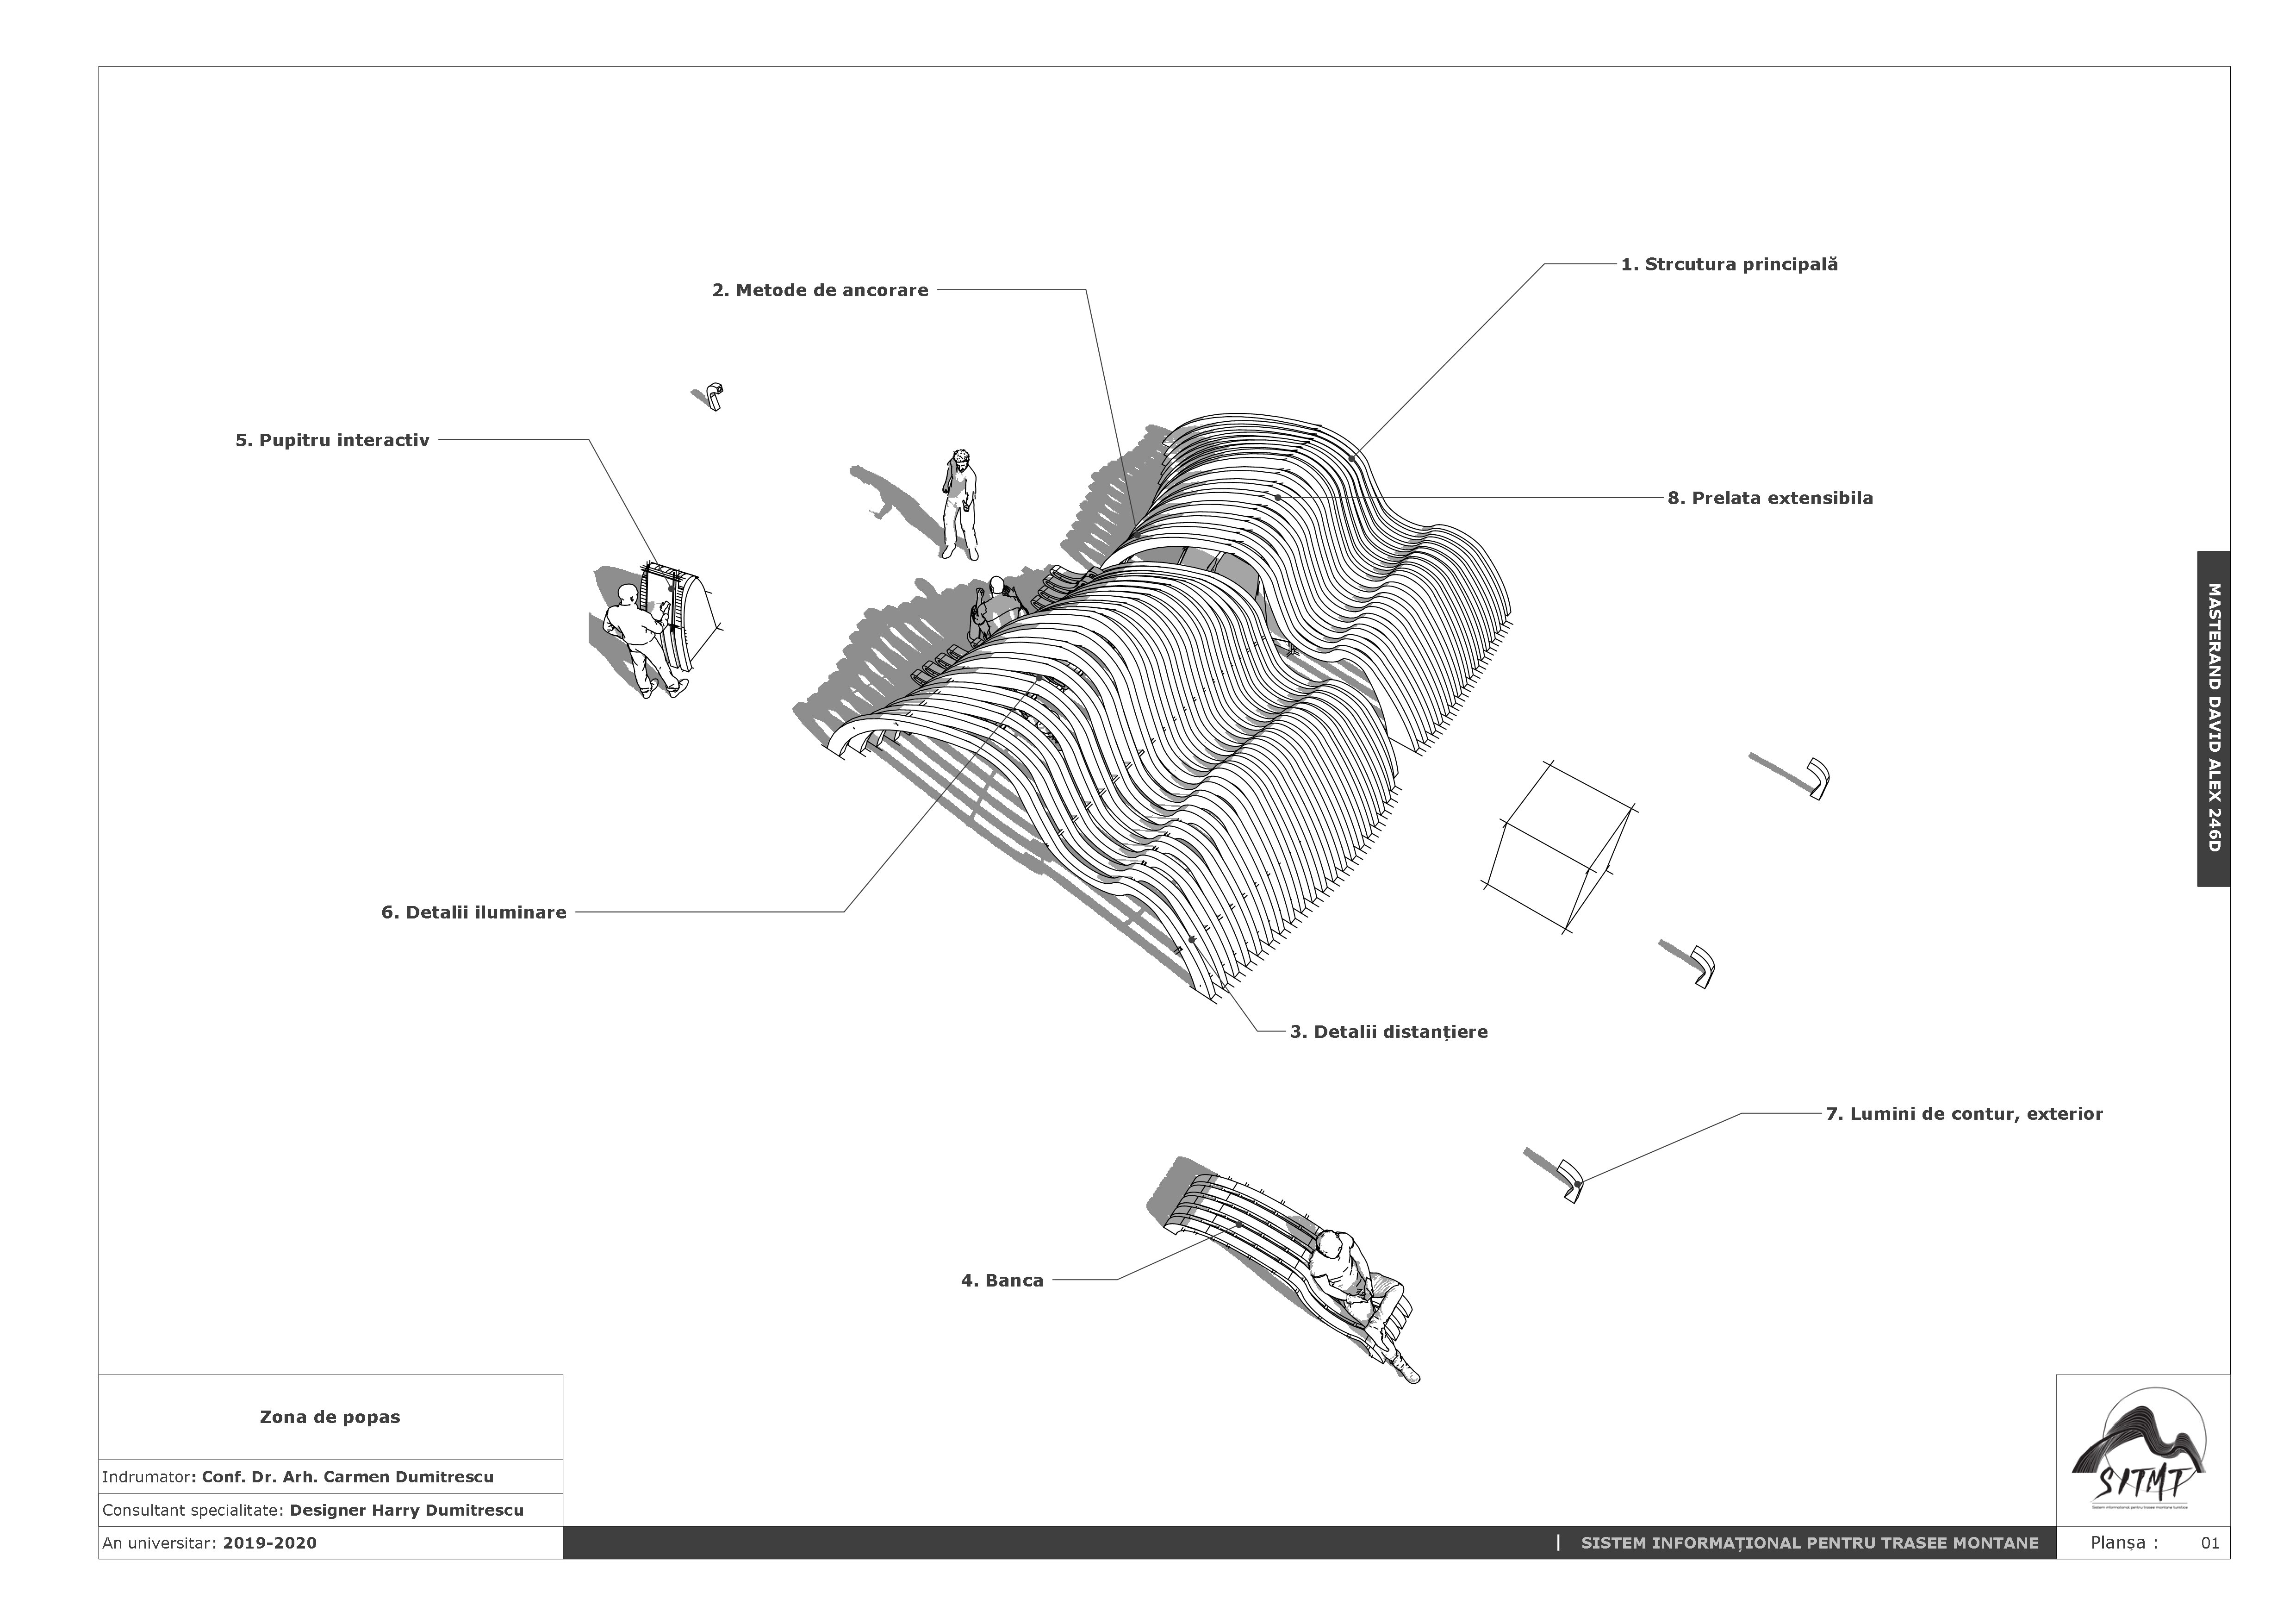 1. Strcutura principală
2. Metode de ancorare
5. Pupitru interactiv
8. Prelata extensibila
MASTERAND DAVID ALEX 246D
6. Detalii iluminare
3. Detalii distanțiere
7. Lumini de contur, exterior
4. Banca
Zona de popas
Indrumator: Conf. Dr. Arh. Carmen Dumitrescu
Consultant specialitate: Designer Harry Dumitrescu
An universitar: 2019-2020
SITMT
Sistem informational pentru trasee montane turistice
| SISTEM INFORMAȚIONAL PENTRU TRASEE MONTANE
Planșa : 01